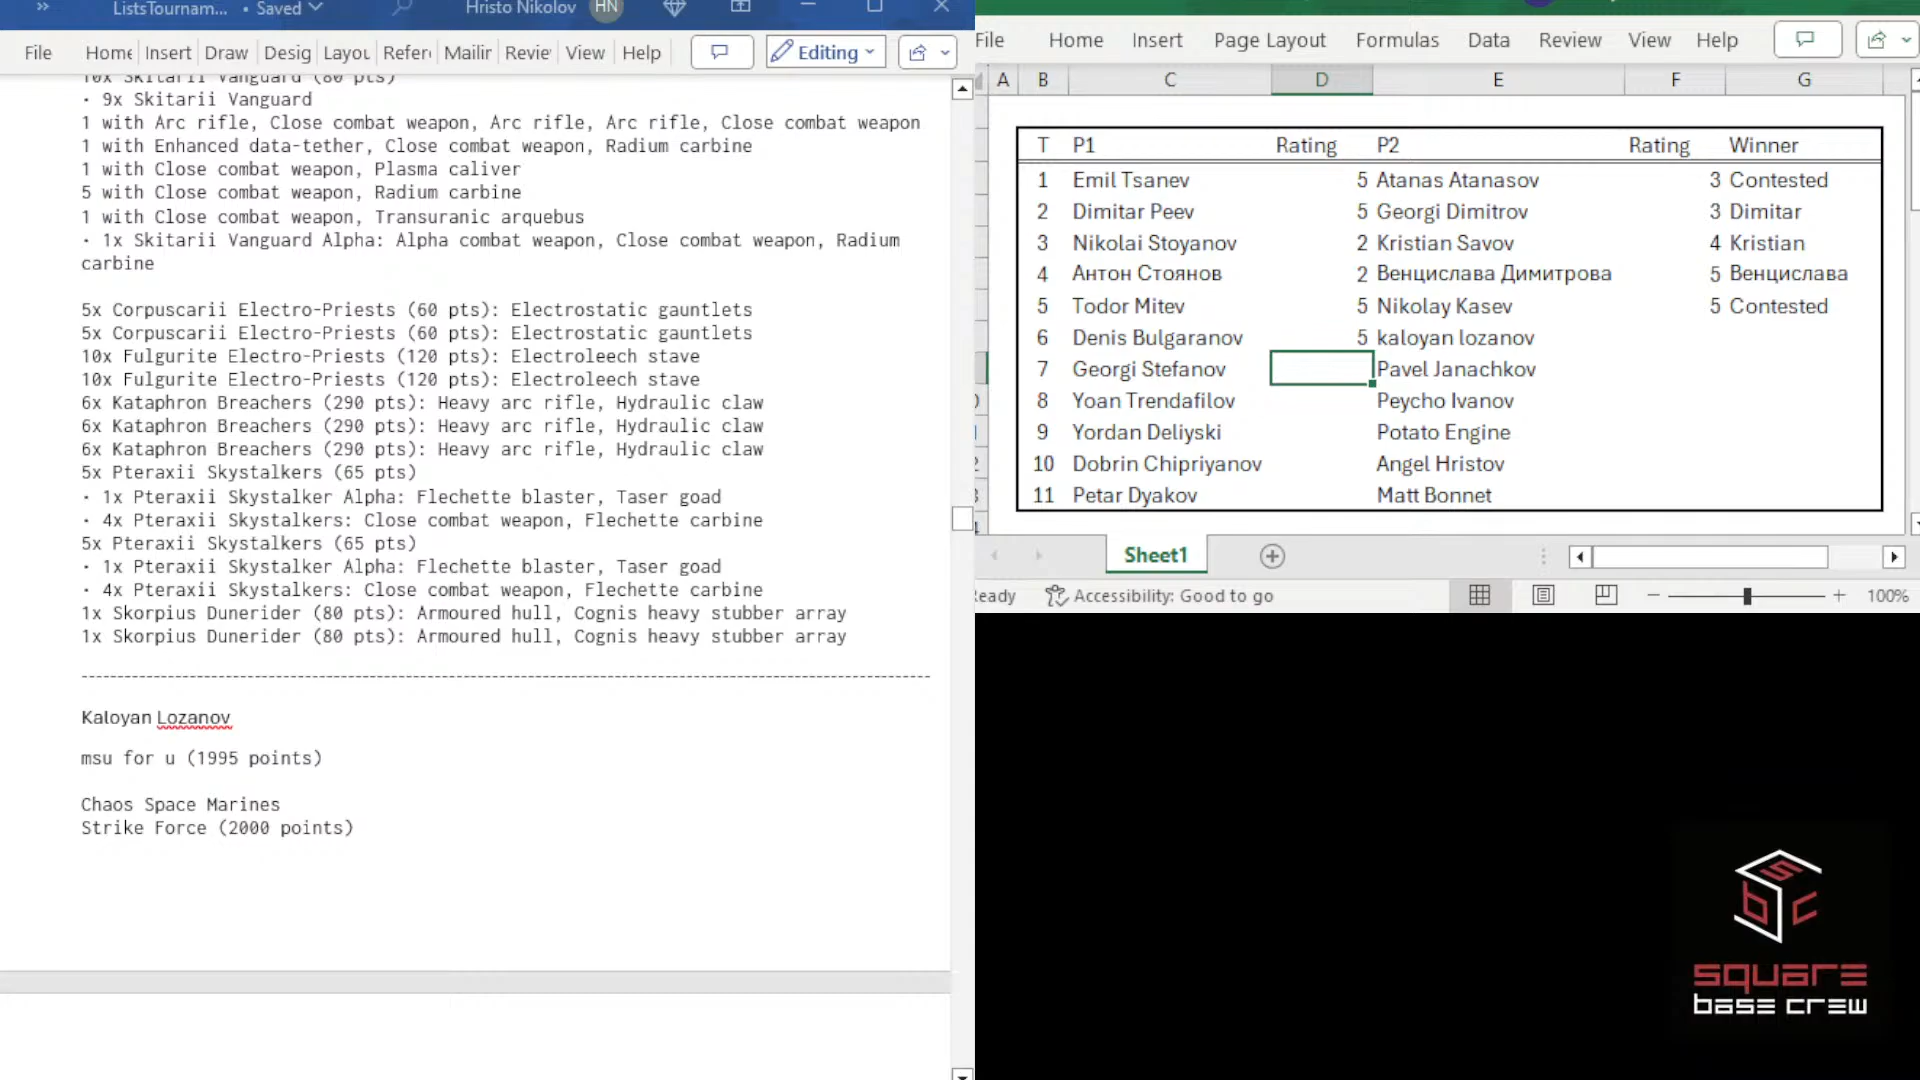 ListsTournam... • Saved
Hristo Nikolov HN
File Home Insert Draw Desig Layou Refere Mailin Revie View Help Editing
10x Skitarii Vanguard (80 pts)
• 9x Skitarii Vanguard
1 with Arc rifle, Close combat weapon, Arc rifle, Arc rifle, Close combat weapon
1 with Enhanced data-tether, Close combat weapon, Radium carbine
1 with Close combat weapon, Plasma caliver
5 with Close combat weapon, Radium carbine
1 with Close combat weapon, Transuranic arquebus
• 1x Skitarii Vanguard Alpha: Alpha combat weapon, Close combat weapon, Radium
carbine
5x Corpuscarii Electro-Priests (60 pts): Electrostatic gauntlets
5x Corpuscarii Electro-Priests (60 pts): Electrostatic gauntlets
10x Fulgurite Electro-Priests (120 pts): Electroleech stave
10x Fulgurite Electro-Priests (120 pts): Electroleech stave
6x Kataphron Breachers (290 pts): Heavy arc rifle, Hydraulic claw
6x Kataphron Breachers (290 pts): Heavy arc rifle, Hydraulic claw
6x Kataphron Breachers (290 pts): Heavy arc rifle, Hydraulic claw
5x Pteraxii Skystalkers (65 pts)
• 1x Pteraxii Skystalker Alpha: Flechette blaster, Taser goad
• 4x Pteraxii Skystalkers: Close combat weapon, Flechette carbine
5x Pteraxii Skystalkers (65 pts)
• 1x Pteraxii Skystalker Alpha: Flechette blaster, Taser goad
• 4x Pteraxii Skystalkers: Close combat weapon, Flechette carbine
1x Skorpius Dunerider (80 pts): Armoured hull, Cognis heavy stubber array
1x Skorpius Dunerider (80 pts): Armoured hull, Cognis heavy stubber array
Kaloyan Lozanov
msu for u (1995 points)
Chaos Space Marines
Strike Force (2000 points)
File Home Insert Page Layout Formulas Data Review View Help
A B C D E F G
T P1 Rating P2 Rating Winner
1 Emil Tsanev 5 Atanas Atanasov 3 Contested
2 Dimitar Peev 5 Georgi Dimitrov 3 Dimitar
3 Nikolai Stoyanov 2 Kristian Savov 4 Kristian
4 Антон Стоянов 2 Венцислава Димитрова 5 Венцислава
5 Todor Mitev 5 Nikolay Kasev 5 Contested
6 Denis Bulgaranov 5 kaloyan lozanov
7 Georgi Stefanov Pavel Janachkov
8 Yoan Trendafilov Peycho Ivanov
9 Yordan Deliyski Potato Engine
10 Dobrin Chipriyanov Angel Hristov
11 Petar Dyakov Matt Bonnet
Sheet1
Ready Accessibility: Good to go 100%
sbc
square
base crew